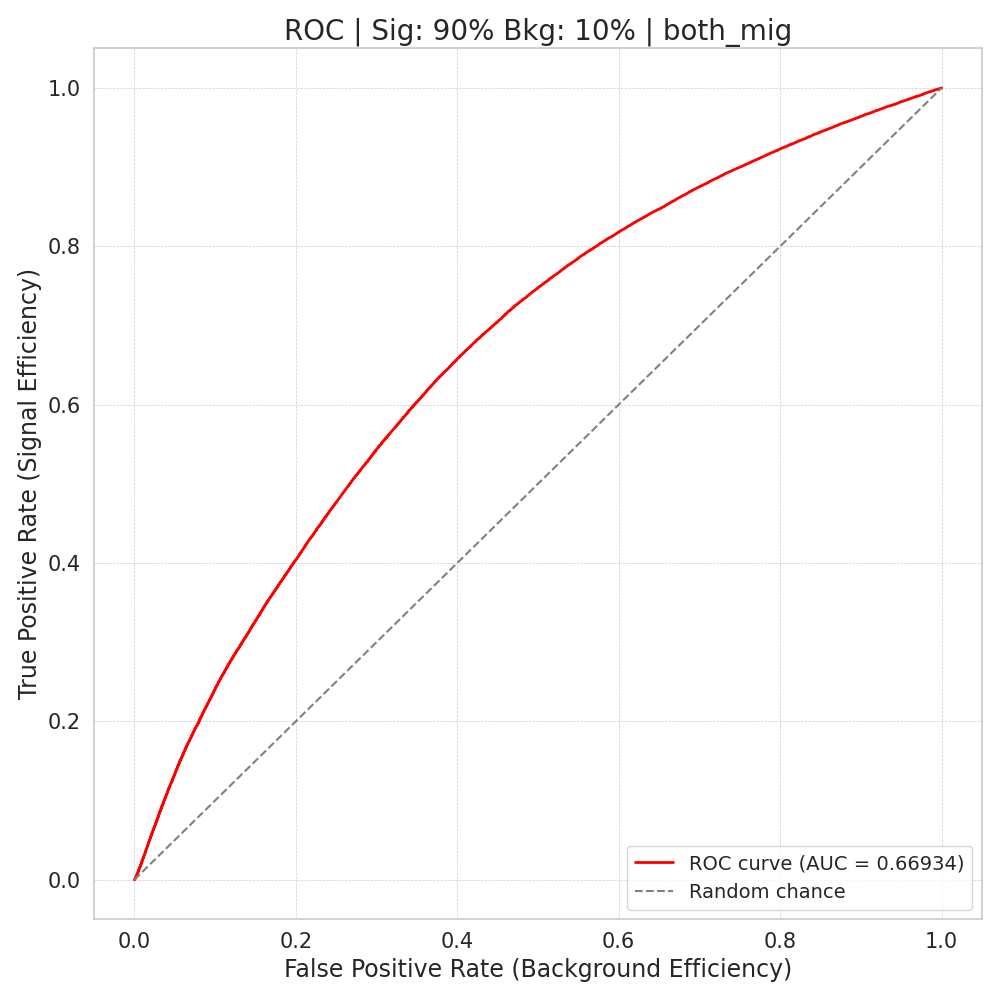 ROC | Sig: 90% Bkg: 10% | both_mig
True Positive Rate (Signal Efficiency)
1.0
0.8
0.6
0.4
0.2
0.0
ROC curve (AUC = 0.66934)
Random chance
0.0 0.2 0.4 0.6 0.8 1.0
False Positive Rate (Background Efficiency)